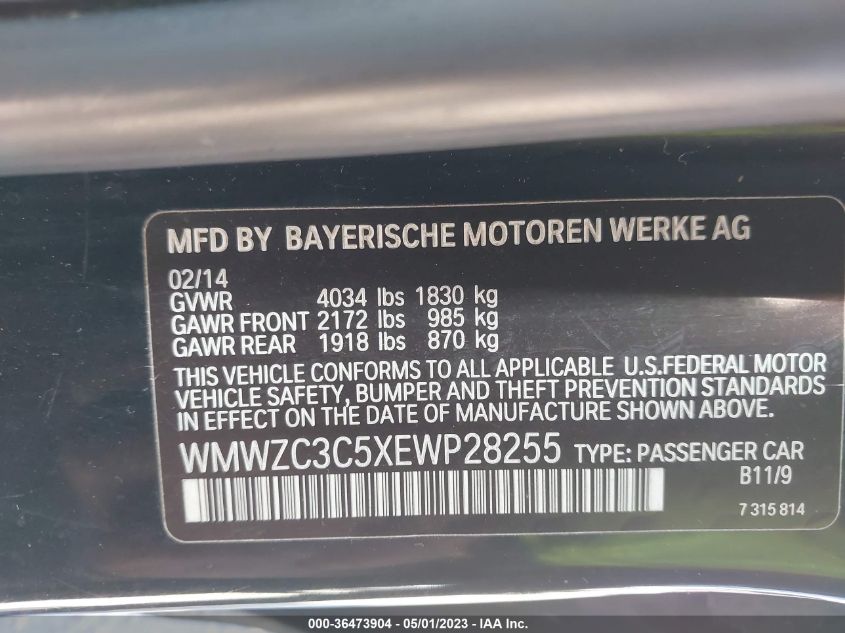 MFD BY BAYERISCHE MOTOREN WERKE AG
02/14
GVWR 4034 lbs 1830 kg
GAWR FRONT 2172 lbs 985 kg
GAWR REAR 1918 lbs 870 kg
THIS VEHICLE CONFORMS TO ALL APPLICABLE U.S.FEDERAL MOTOR
VEHICLE SAFETY, BUMPER AND THEFT PREVENTION STANDARDS
IN EFFECT ON THE DATE OF MANUFACTURE SHOWN ABOVE.
WMWZC3C5XEWP28255 TYPE: PASSENGER CAR
B11/9
7 315 814
000-36473904 - 05/01/2023 - IAA Inc.